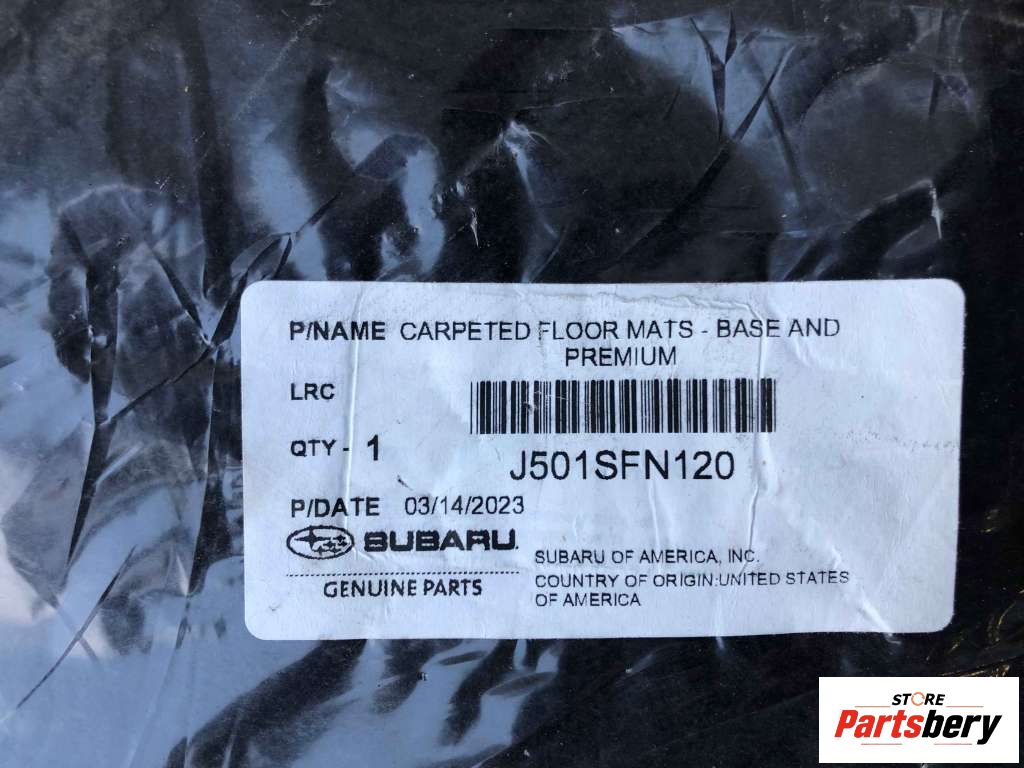 P/NAME CARPETED FLOOR MATS - BASE AND
PREMIUM
LRC
QTY - 1
J501SFN120
P/DATE 03/14/2023
SUBARU.
GENUINE PARTS
SUBARU OF AMERICA, INC.
COUNTRY OF ORIGIN:UNITED STATES
OF AMERICA
STORE
Partsbery